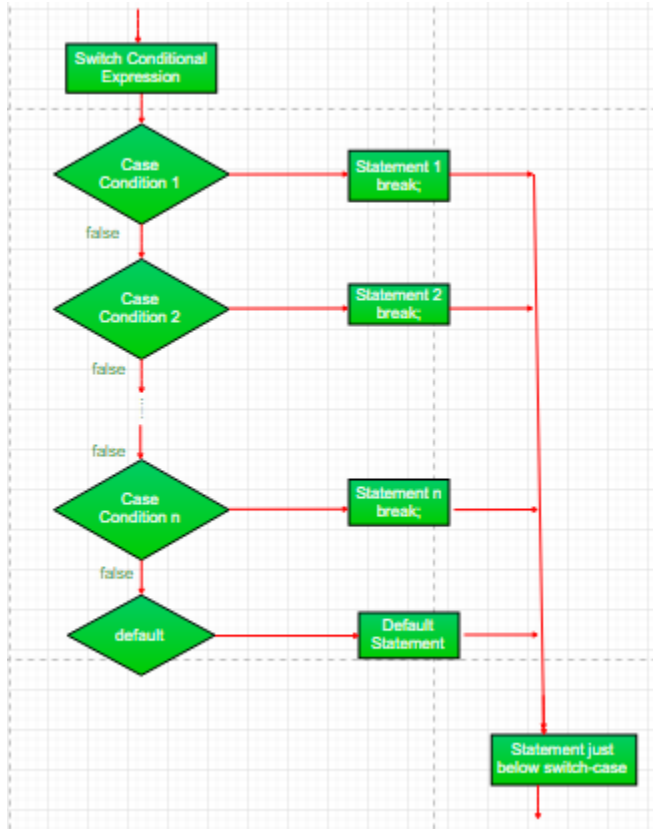 Switch Conditional
Expression
Case
Condition 1
Statement 1
break;
false
Case
Condition 2
Statement 2
break;
false
false
Case
Condition n
Statement n
break;
false
default
Default
Statement
Statement just
below switch-case